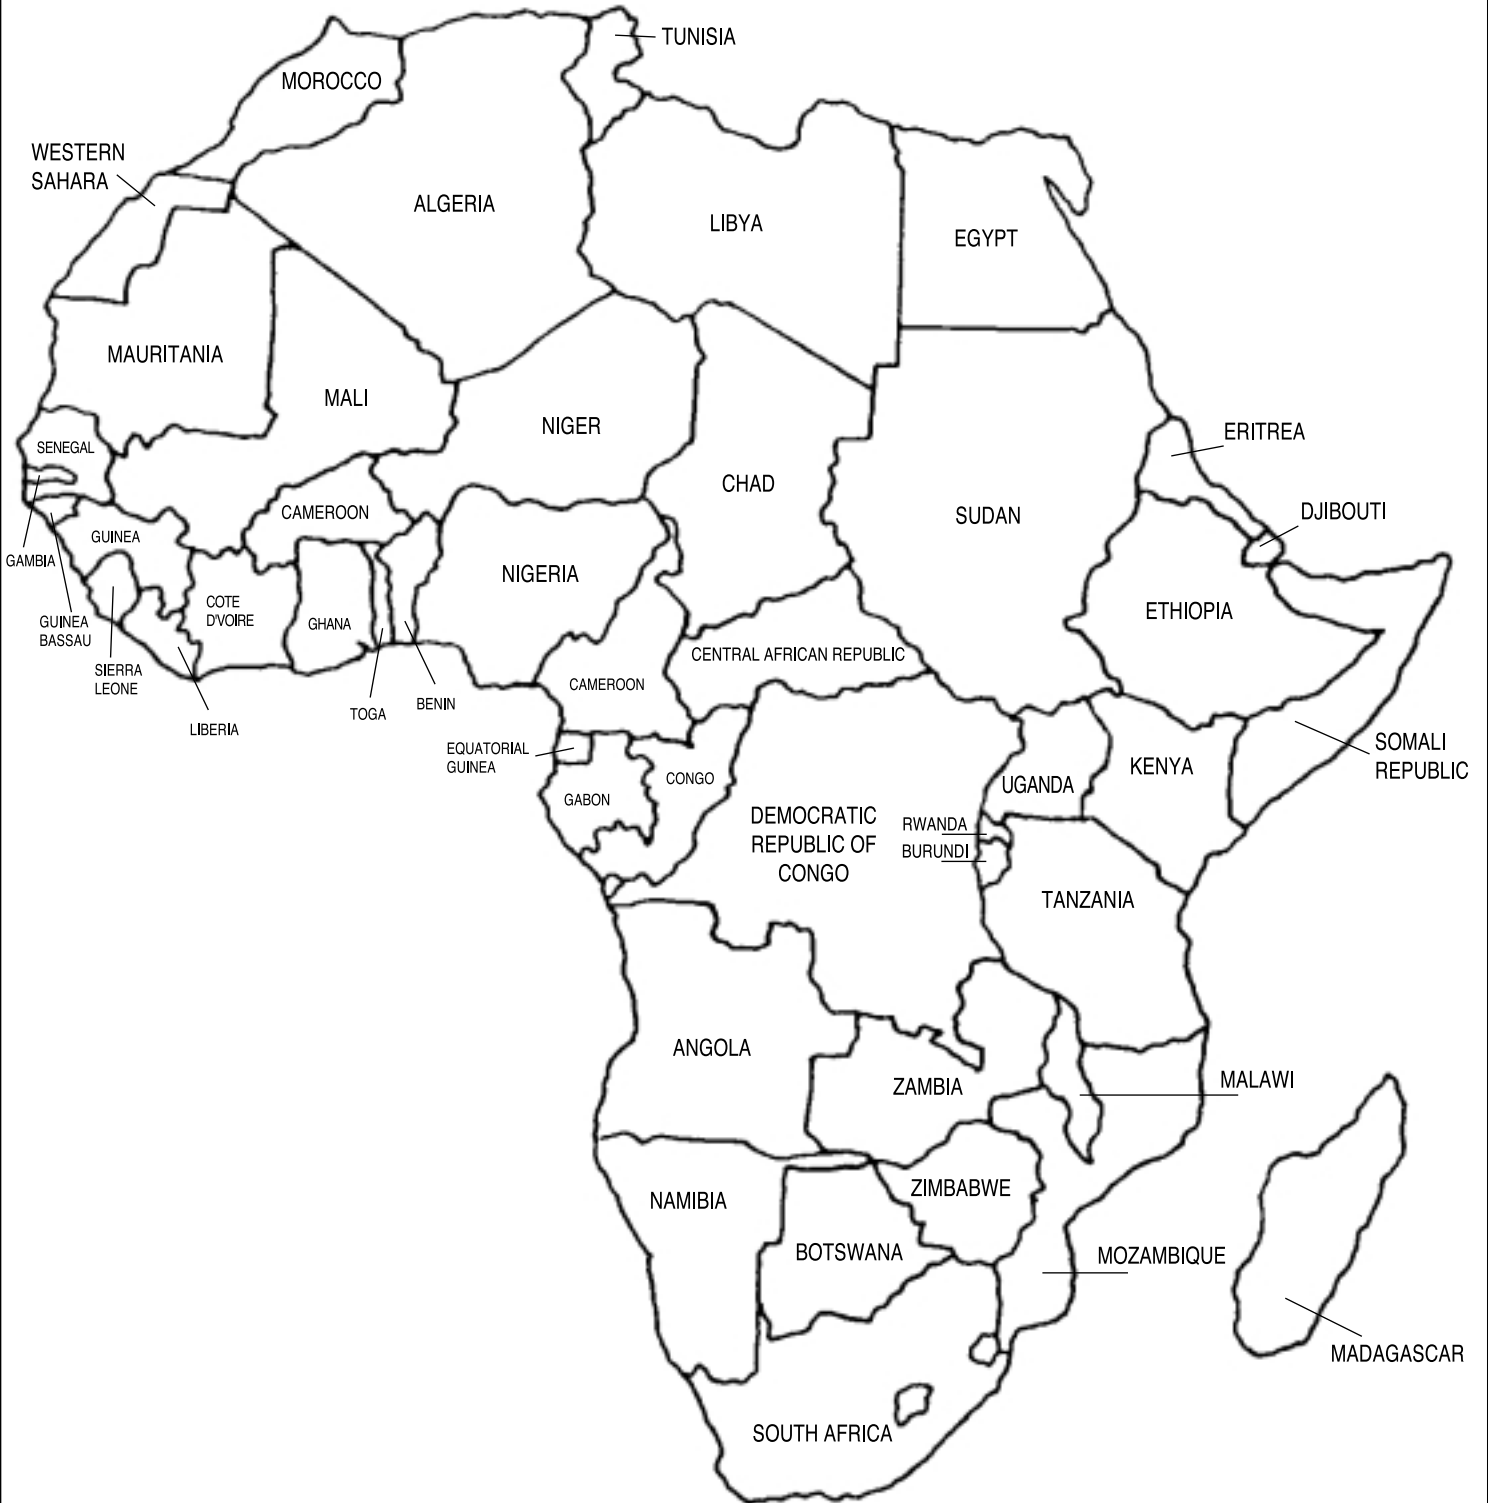 TUNISIA
MOROCCO
WESTERN
SAHARA
ALGERIA
LIBYA
EGYPT
MAURITANIA
MALI
NIGER
ERITREA
SENEGAL
CHAD
DJIBOUTI
CAMEROON
SUDAN
GUINEA
GAMBIA
NIGERIA
COTE
D'VOIRE
ETHIOPIA
GHANA
GUINEA
BASSAU
CENTRAL AFRICAN REPUBLIC
SIERRA
LEONE
CAMEROON
BENIN
TOGA
LIBERIA
EQUATORIAL
GUINEA
SOMALI
REPUBLIC
KENYA
CONGO
UGANDA
GABON
DEMOCRATIC
REPUBLIC OF
CONGO
RWANDA
BURUNDI
TANZANIA
ANGOLA
MALAWI
ZAMBIA
ZIMBABWE
NAMIBIA
BOTSWANA
MOZAMBIQUE
MADAGASCAR
SOUTH AFRICA